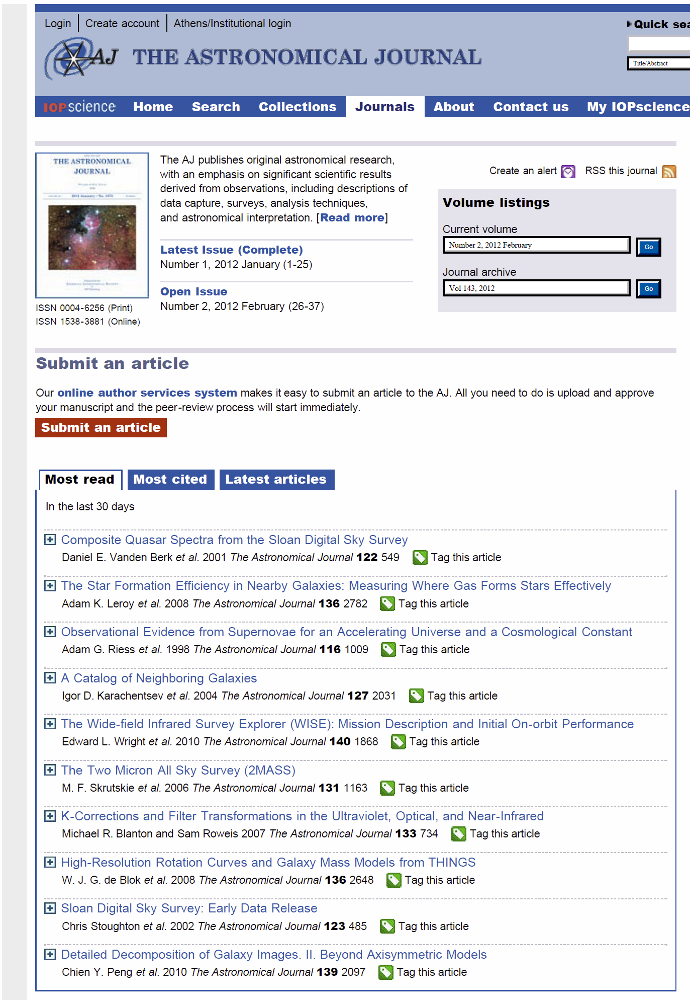 Login
Create account
Athens/Institutional login
Quick sea
AJ THE ASTRONOMICAL JOURNAL
Title/Abstract
IOPscience
Home
Search
Collections
Journals
About
Contact us
My IOPscience
THE ASTRONOMICAL
JOURNAL
The AJ publishes original astronomical research,
with an emphasis on significant scientific results
derived from observations, including descriptions of
data capture, surveys, analysis techniques,
and astronomical interpretation. [Read more]
Create an alert
RSS this journal
Volume listings
Current volume
Number 2, 2012 February
Go
Journal archive
Vol 143, 2012
Go
Latest Issue (Complete)
Number 1, 2012 January (1-25)
Open Issue
Number 2, 2012 February (26-37)
ISSN 0004-6256 (Print)
ISSN 1538-3881 (Online)
Submit an article
Our online author services system makes it easy to submit an article to the AJ. All you need to do is upload and approve
your manuscript and the peer-review process will start immediately.
Submit an article
Most read
Most cited
Latest articles
In the last 30 days
Composite Quasar Spectra from the Sloan Digital Sky Survey
Daniel E. Vanden Berk et al. 2001 The Astronomical Journal 122 549 Tag this article
The Star Formation Efficiency in Nearby Galaxies: Measuring Where Gas Forms Stars Effectively
Adam K. Leroy et al. 2008 The Astronomical Journal 136 2782 Tag this article
Observational Evidence from Supernovae for an Accelerating Universe and a Cosmological Constant
Adam G. Riess et al. 1998 The Astronomical Journal 116 1009 Tag this article
A Catalog of Neighboring Galaxies
Igor D. Karachentsev et al. 2004 The Astronomical Journal 127 2031 Tag this article
The Wide-field Infrared Survey Explorer (WISE): Mission Description and Initial On-orbit Performance
Edward L. Wright et al. 2010 The Astronomical Journal 140 1868 Tag this article
The Two Micron All Sky Survey (2MASS)
M. F. Skrutskie et al. 2006 The Astronomical Journal 131 1163 Tag this article
K-Corrections and Filter Transformations in the Ultraviolet, Optical, and Near-Infrared
Michael R. Blanton and Sam Roweis 2007 The Astronomical Journal 133 734 Tag this article
High-Resolution Rotation Curves and Galaxy Mass Models from THINGS
W. J. G. de Blok et al. 2008 The Astronomical Journal 136 2648 Tag this article
Sloan Digital Sky Survey: Early Data Release
Chris Stoughton et al. 2002 The Astronomical Journal 123 485 Tag this article
Detailed Decomposition of Galaxy Images. II. Beyond Axisymmetric Models
Chien Y. Peng et al. 2010 The Astronomical Journal 139 2097 Tag this article